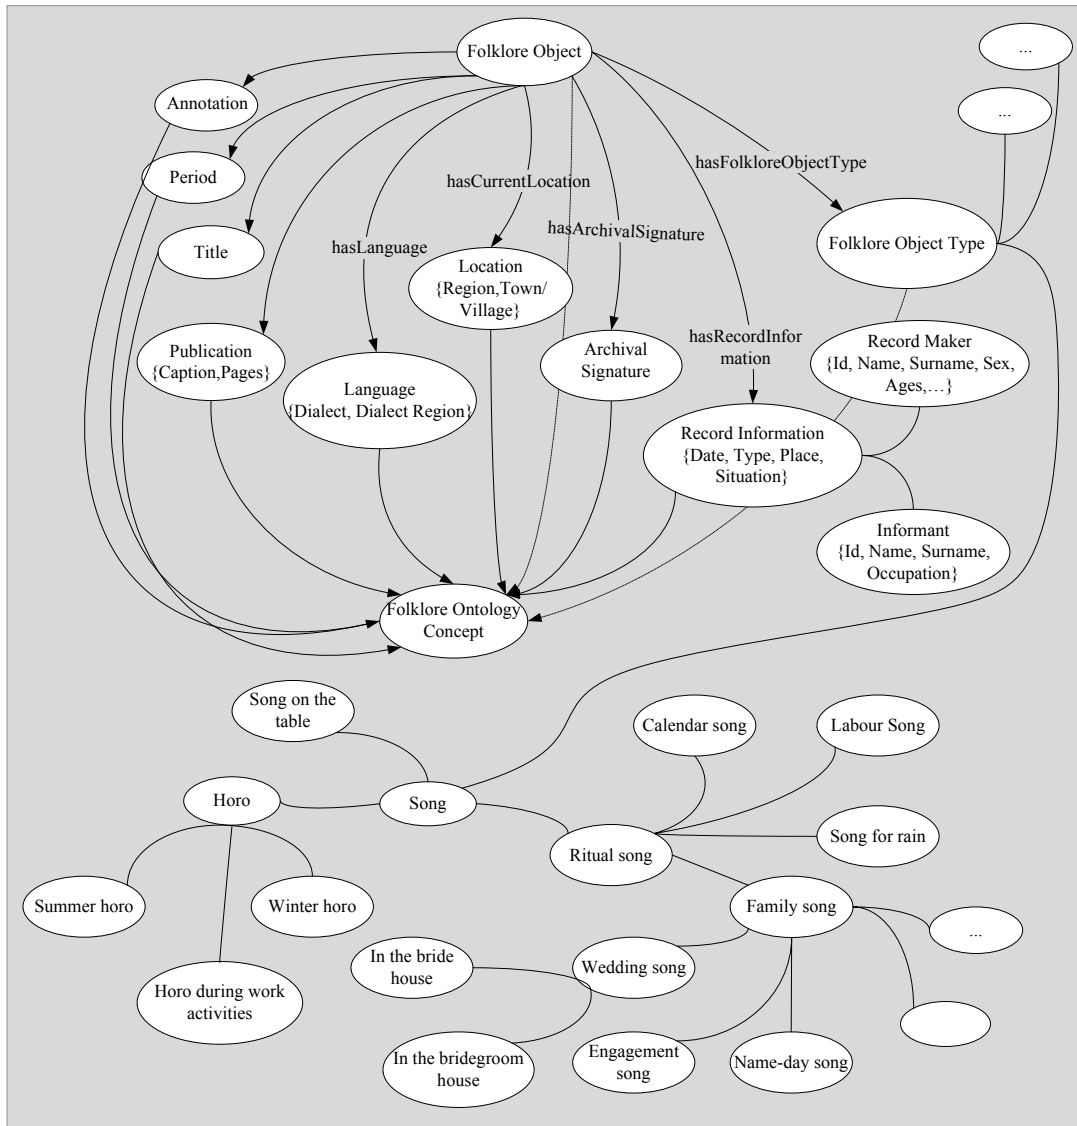 Folklore Object
...
Annotation
...
hasFolkloreObjectType
Period
hasCurrentLocation
hasArchivalSignature
Folklore Object Type
Title
hasLanguage
Location
{Region,Town/
Village}
hasRecordInfor
mation
Publication
{Caption,Pages}
Archival
Signature
Record Maker
{Id, Name, Surname, Sex,
Ages,…}
Language
{Dialect, Dialect Region}
Record Information
{Date, Type, Place,
Situation}
Informant
{Id, Name, Surname,
Occupation}
Folklore Ontology
Concept
Song on the
table
Calendar song
Labour Song
Horo
Song
Ritual song
Song for rain
Summer horo
Winter horo
Family song
...
In the bride
house
Wedding song
Horo during work
activities
In the bridegroom
house
Engagement
song
Name-day song